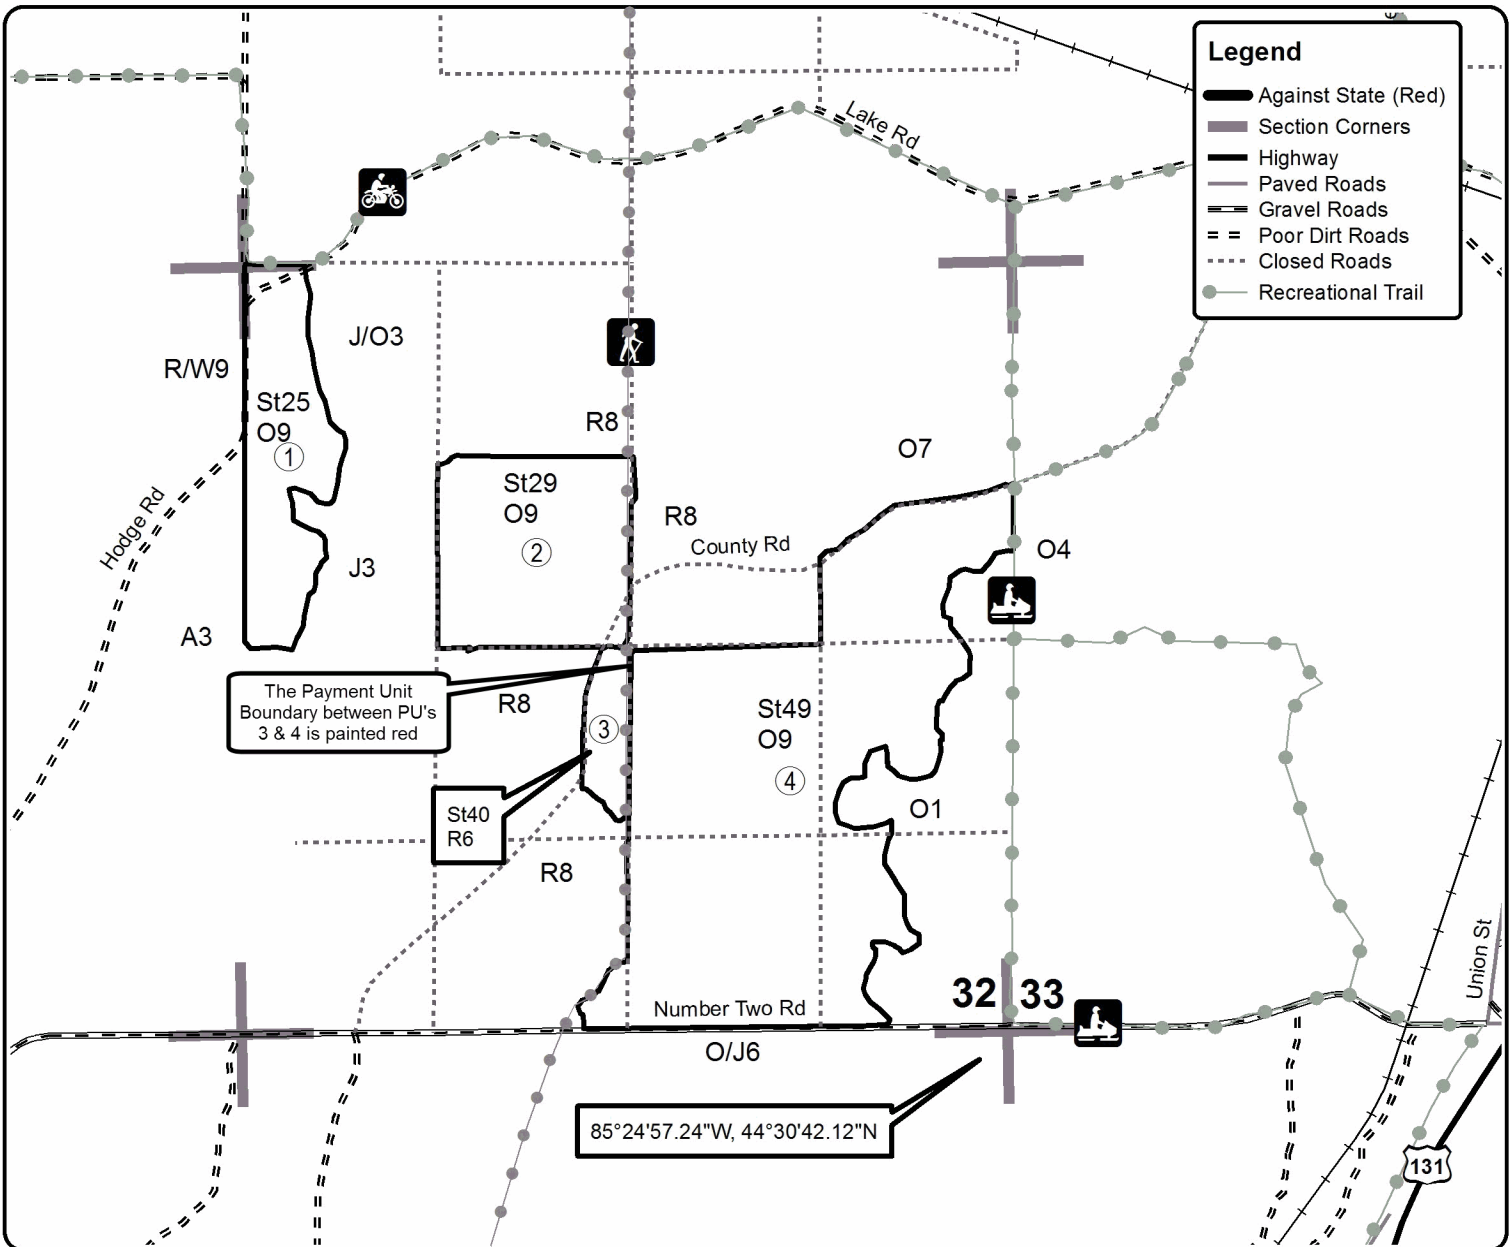 Legend
Against State (Red)
Section Corners
Highway
Paved Roads
Gravel Roads
Poor Dirt Roads
Closed Roads
Recreational Trail
Lake Rd
J/O3
R/W9
St25
O9
1
R8
O7
St29
O9
2
R8
County Rd
O4
Hodge Rd
J3
A3
The Payment Unit
Boundary between PU's
3 & 4 is painted red
R8
3
St49
O9
4
St40
R6
O1
R8
Union St
32 33
Number Two Rd
O/J6
85°24'57.24"W, 44°30'42.12"N
131